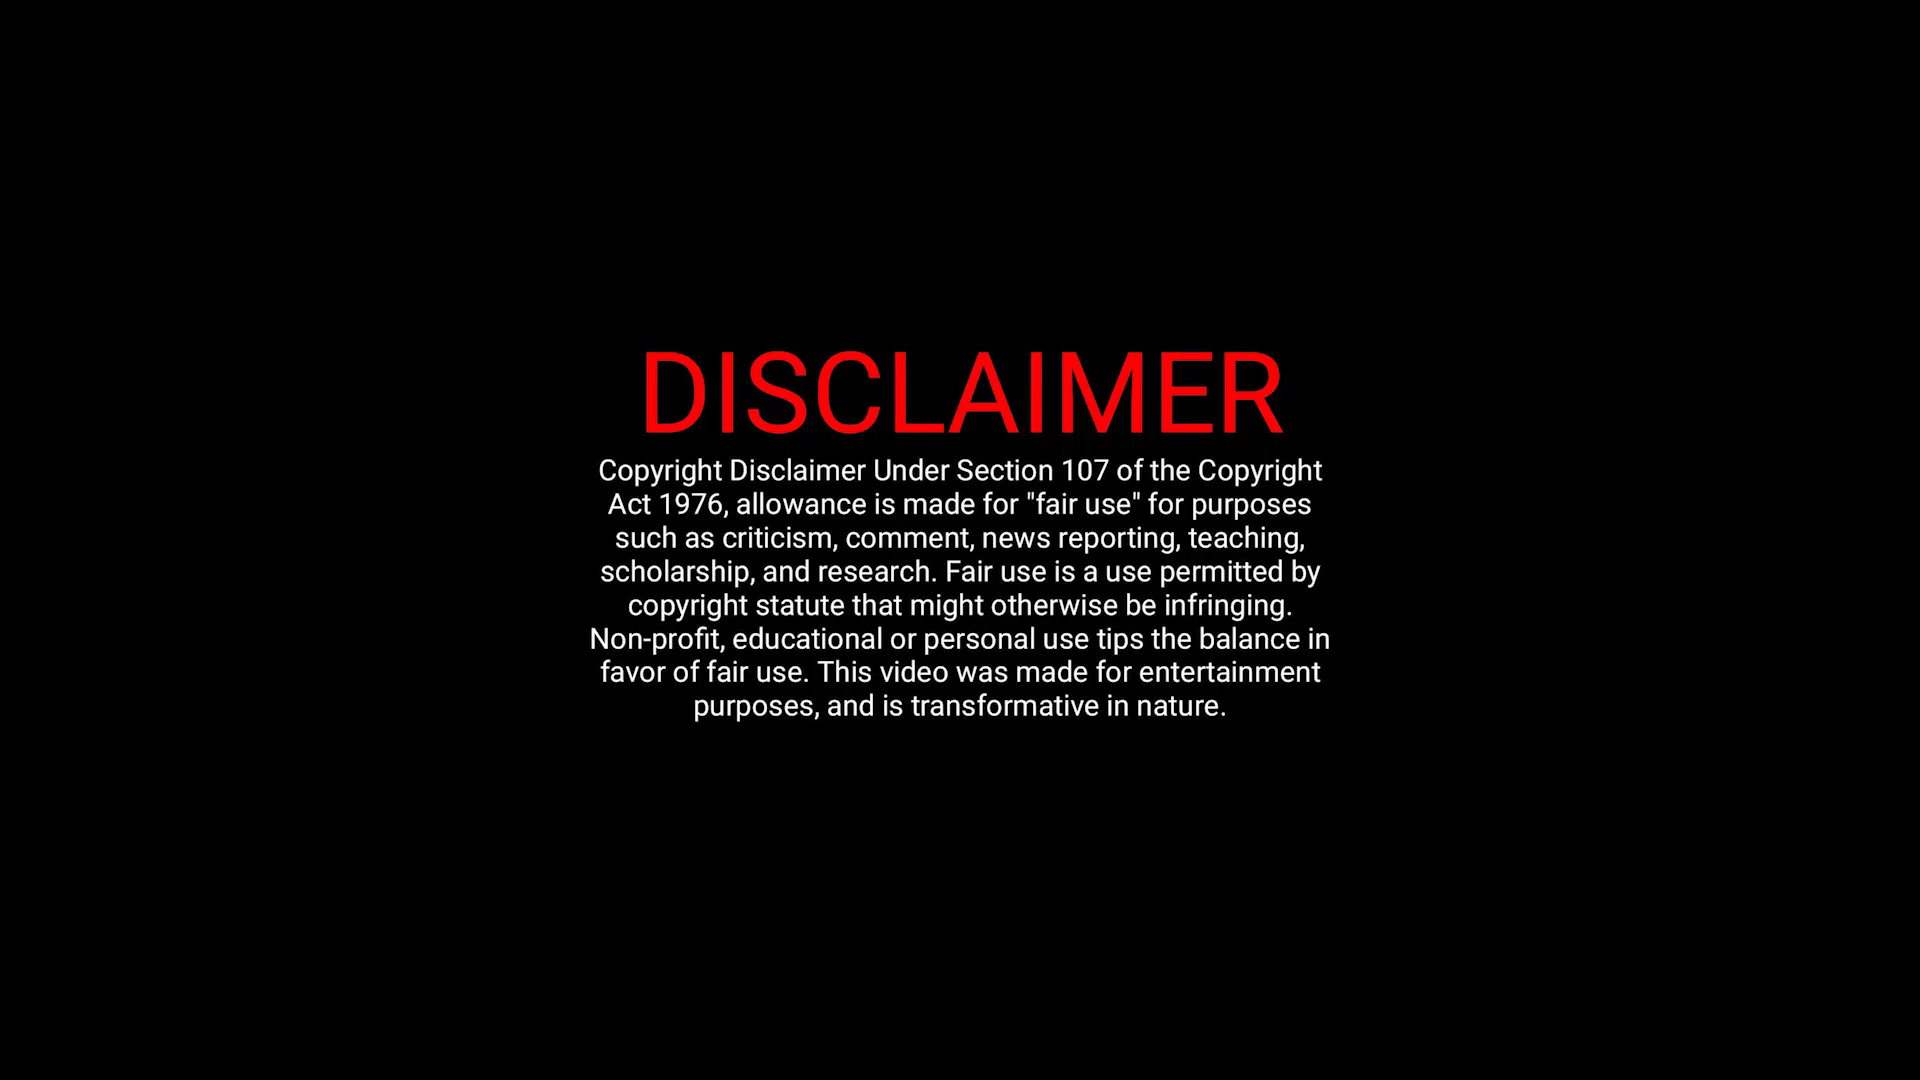 DISCLAIMER
Copyright Disclaimer Under Section 107 of the Copyright
Act 1976, allowance is made for "fair use" for purposes
such as criticism, comment, news reporting, teaching,
scholarship, and research. Fair use is a use permitted by
copyright statute that might otherwise be infringing.
Non-profit, educational or personal use tips the balance in
favor of fair use. This video was made for entertainment
purposes, and is transformative in nature.